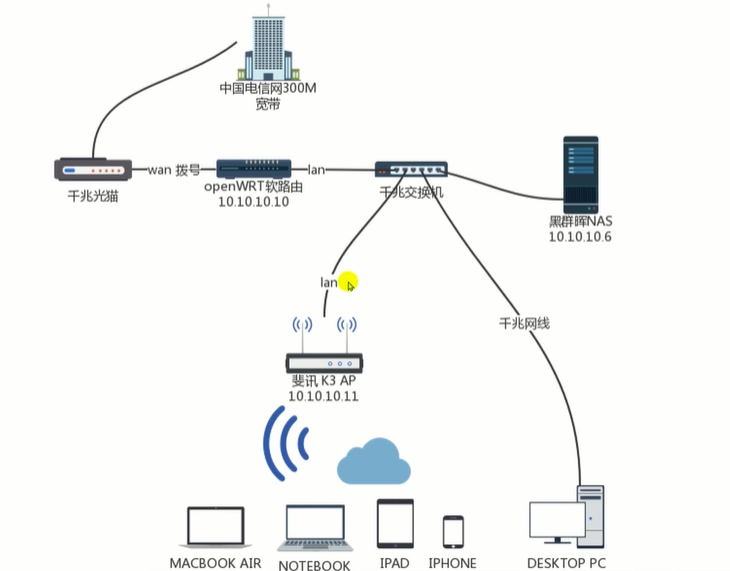 中国电信网300M
宽带
wan 拨号
lan
千兆光猫
openWRT软路由
10.10.10.10
千兆交换机
黑群晖NAS
10.10.10.6
lan
千兆网线
斐讯 K3 AP
10.10.10.11
MACBOOK AIR
NOTEBOOK
IPAD
IPHONE
DESKTOP PC